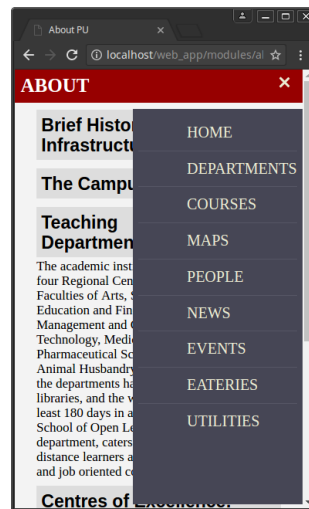 About PU
localhost/web_app/modules/al
ABOUT
Brief Histo
Infrastructu
The Campu
Teaching
Departmen
The academic inst
four Regional Cen
Faculties of Arts, S
Education and Fin
Management and C
Technology, Medi
Pharmaceutical Sc
Animal Husbandry
the departments ha
libraries, and the w
least 180 days in a
School of Open Le
department, caters
distance learners a
and job oriented co
Centres of Excellence:
HOME
DEPARTMENTS
COURSES
MAPS
PEOPLE
NEWS
EVENTS
EATERIES
UTILITIES